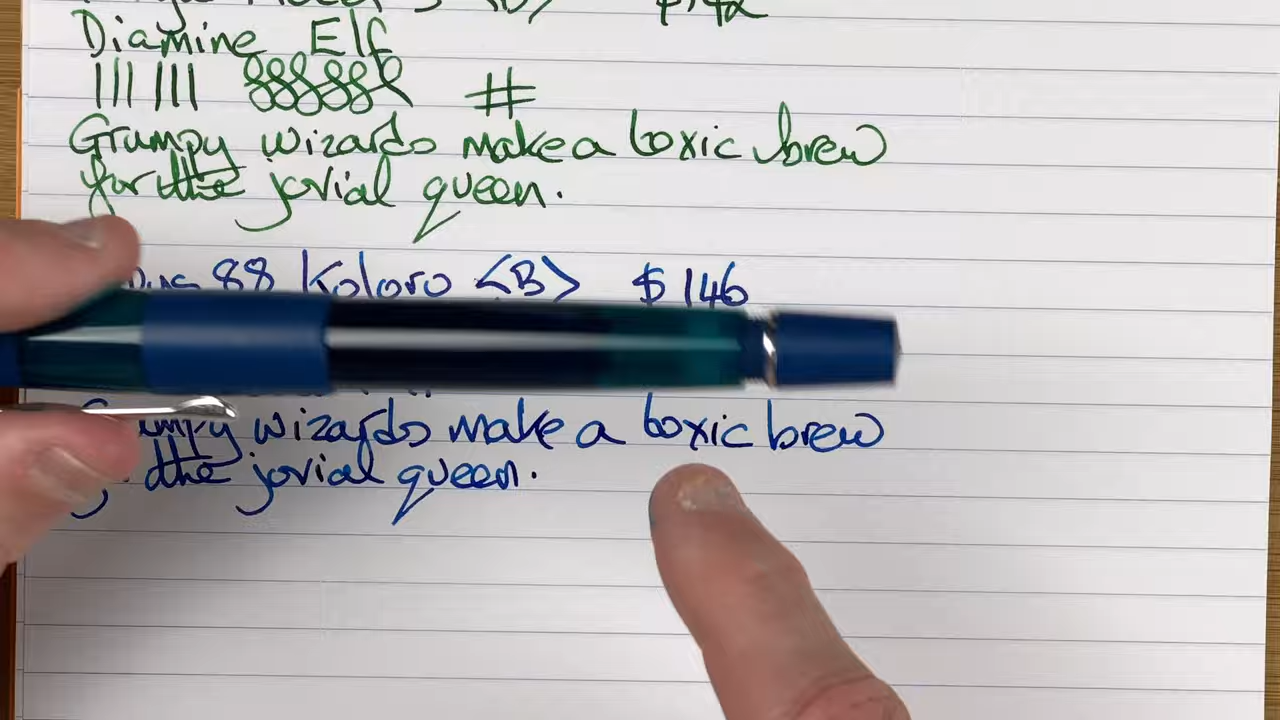 Diamine Elf
#
Grumpy wizards make a toxic brew
for the jovial queen.
88 Koloro <B> $146
wizards make a toxic brew
the jovial queen.